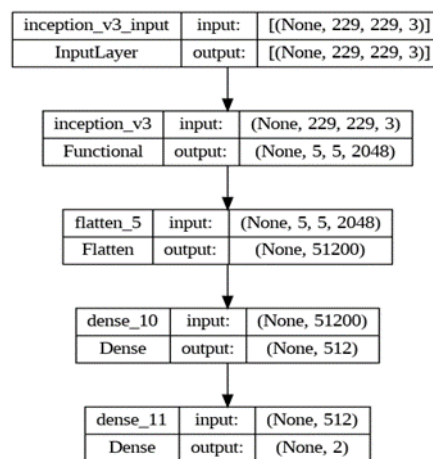 inception_v3_input input: [(None, 229, 229, 3)]
InputLayer output: [(None, 229, 229, 3)]
inception_v3 input: (None, 229, 229, 3)
Functional output: (None, 5, 5, 2048)
flatten_5 input: (None, 5, 5, 2048)
Flatten output: (None, 51200)
dense_10 input: (None, 51200)
Dense output: (None, 512)
dense_11 input: (None, 512)
Dense output: (None, 2)